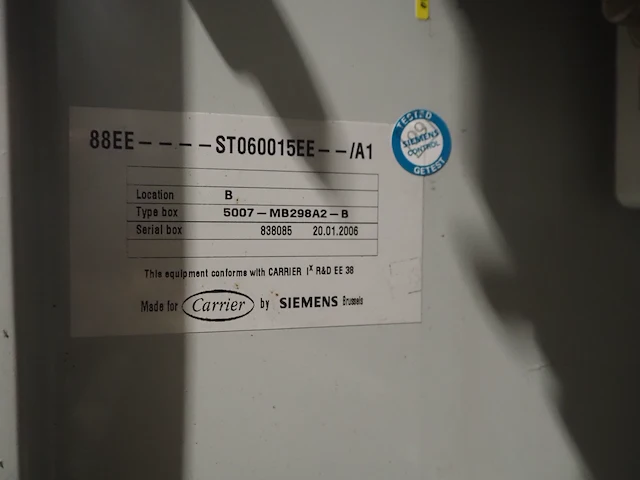 88EE----ST060015EE--/A1
Location B
Type box 5007-MB298A2-B
Serial box 838085 20.01.2006
This equipment conforms with CARRIER Iˣ R&D EE 38
Made for Carrier by SIEMENS Brussels
TESTED
SIEMENS
CONTROL
GETEST